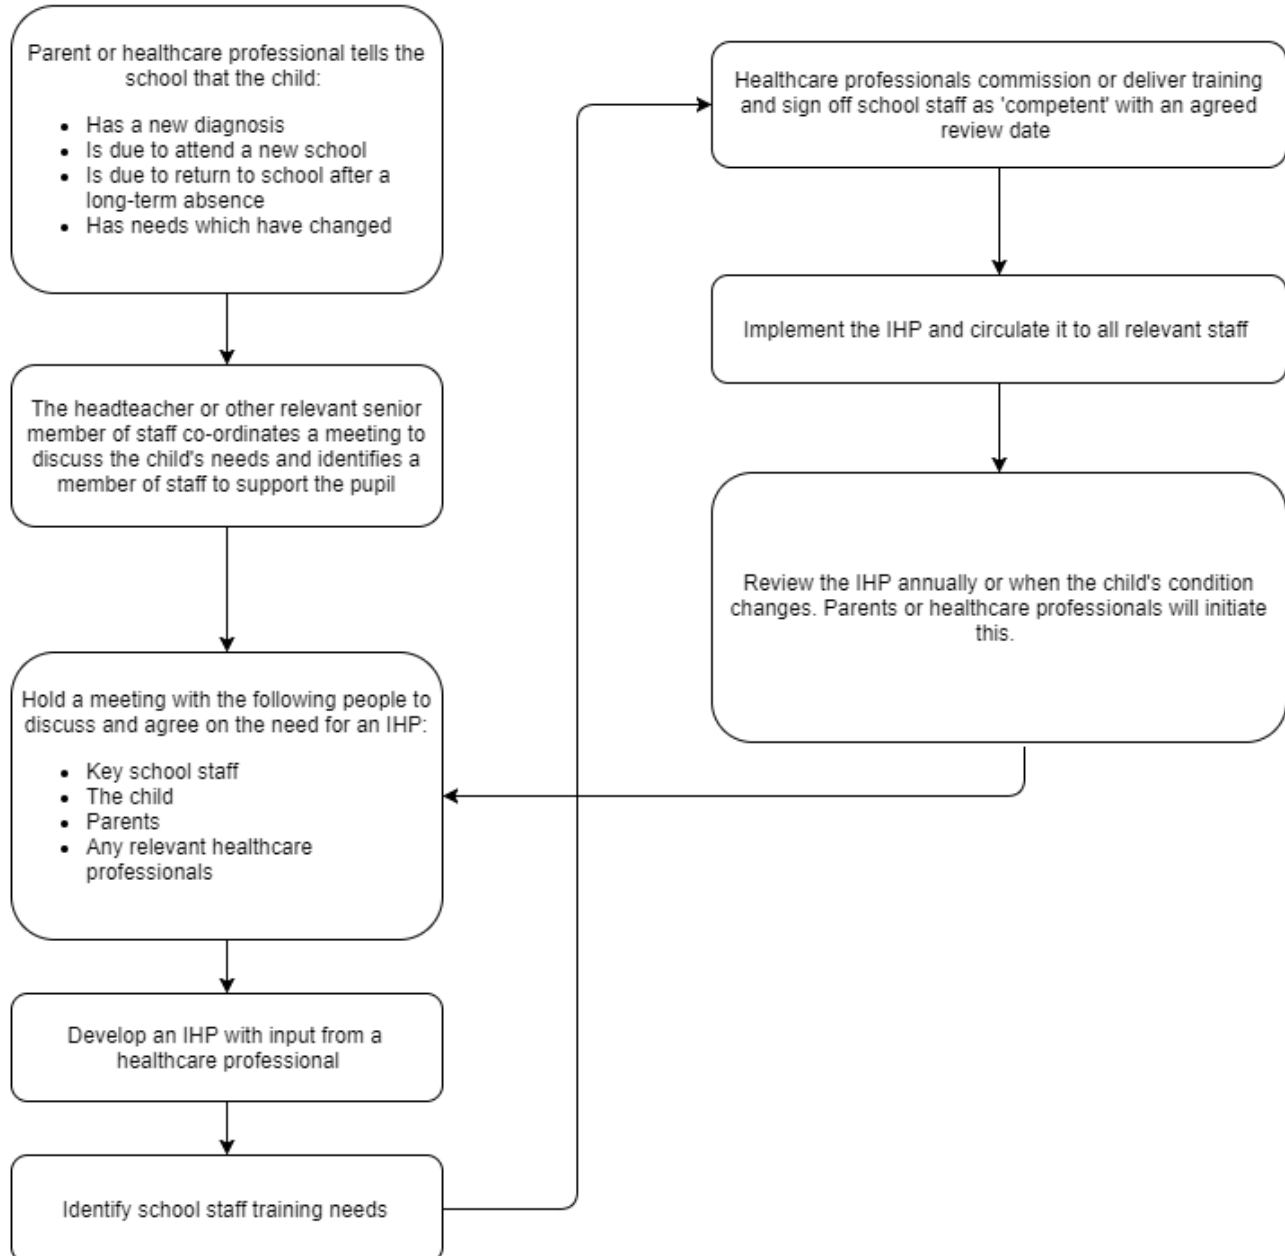 Parent or healthcare professional tells the
school that the child:
• Has a new diagnosis
• Is due to attend a new school
• Is due to return to school after a
long-term absence
• Has needs which have changed
The headteacher or other relevant senior
member of staff co-ordinates a meeting to
discuss the child's needs and identifies a
member of staff to support the pupil
Hold a meeting with the following people to
discuss and agree on the need for an IHP:
• Key school staff
• The child
• Parents
• Any relevant healthcare
professionals
Develop an IHP with input from a
healthcare professional
Identify school staff training needs
Healthcare professionals commission or deliver training
and sign off school staff as 'competent' with an agreed
review date
Implement the IHP and circulate it to all relevant staff
Review the IHP annually or when the child's condition
changes. Parents or healthcare professionals will initiate
this.